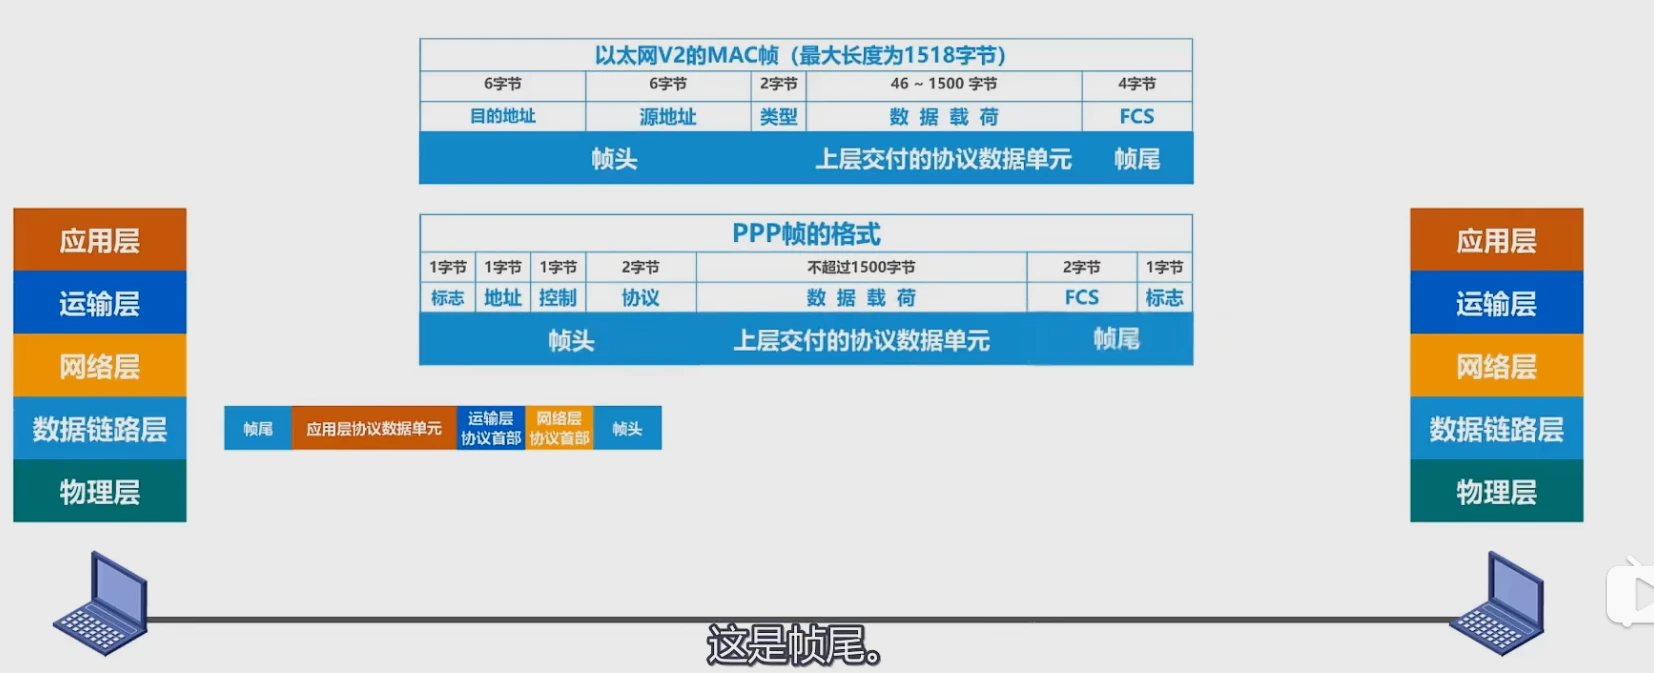 以太网V2的MAC帧（最大长度为1518字节）
6字节 6字节 2字节 46 ~ 1500 字节 4字节
目的地址 源地址 类型 数 据 载 荷 FCS
帧头 上层交付的协议数据单元 帧尾
PPP帧的格式
1字节 1字节 1字节 2字节 不超过1500字节 2字节 1字节
标志 地址 控制 协议 数 据 载 荷 FCS 标志
帧头 上层交付的协议数据单元 帧尾
应用层
运输层
网络层
数据链路层
物理层
帧尾 应用层协议数据单元 运输层 协议首部 网络层 协议首部 帧头
应用层
运输层
网络层
数据链路层
物理层
这是帧尾。